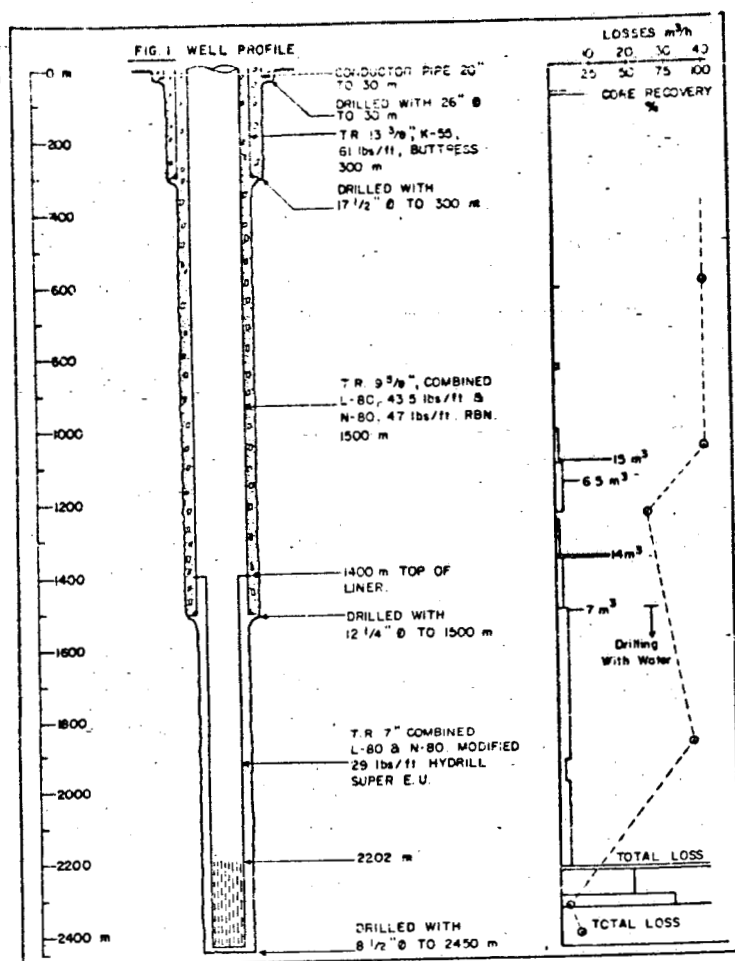 FIG. 1 WELL PROFILE
0 m
200
400
600
800
1000
1200
1400
1600
1800
2000
2200
2400 m
CONDUCTOR PIPE 20"
TO 30 m
DRILLED WITH 26" Ø
TO 30 m
T.R. 13 3/8", K-55,
61 lbs/ft, BUTTRESS
300 m
DRILLED WITH
17 1/2" Ø TO 300 m
T.R. 9 5/8", COMBINED
L-80, 43.5 lbs/ft &
N-80, 47 lbs/ft. RBN.
1500 m
1400 m TOP OF
LINER.
DRILLED WITH
12 1/4" Ø TO 1500 m
T.R. 7" COMBINED
L-80 & N-80. MODIFIED
29 lbs/ft HYDRILL
SUPER E.U.
2202 m
DRILLED WITH
8 1/2" Ø TO 2450 m
LOSSES m³/h
10 20 30 40
25 50 75 100
CORE RECOVERY
%
15 m³
6.5 m³
14 m³
7 m³
Drilling
With Water
TOTAL LOSS
TOTAL LOSS